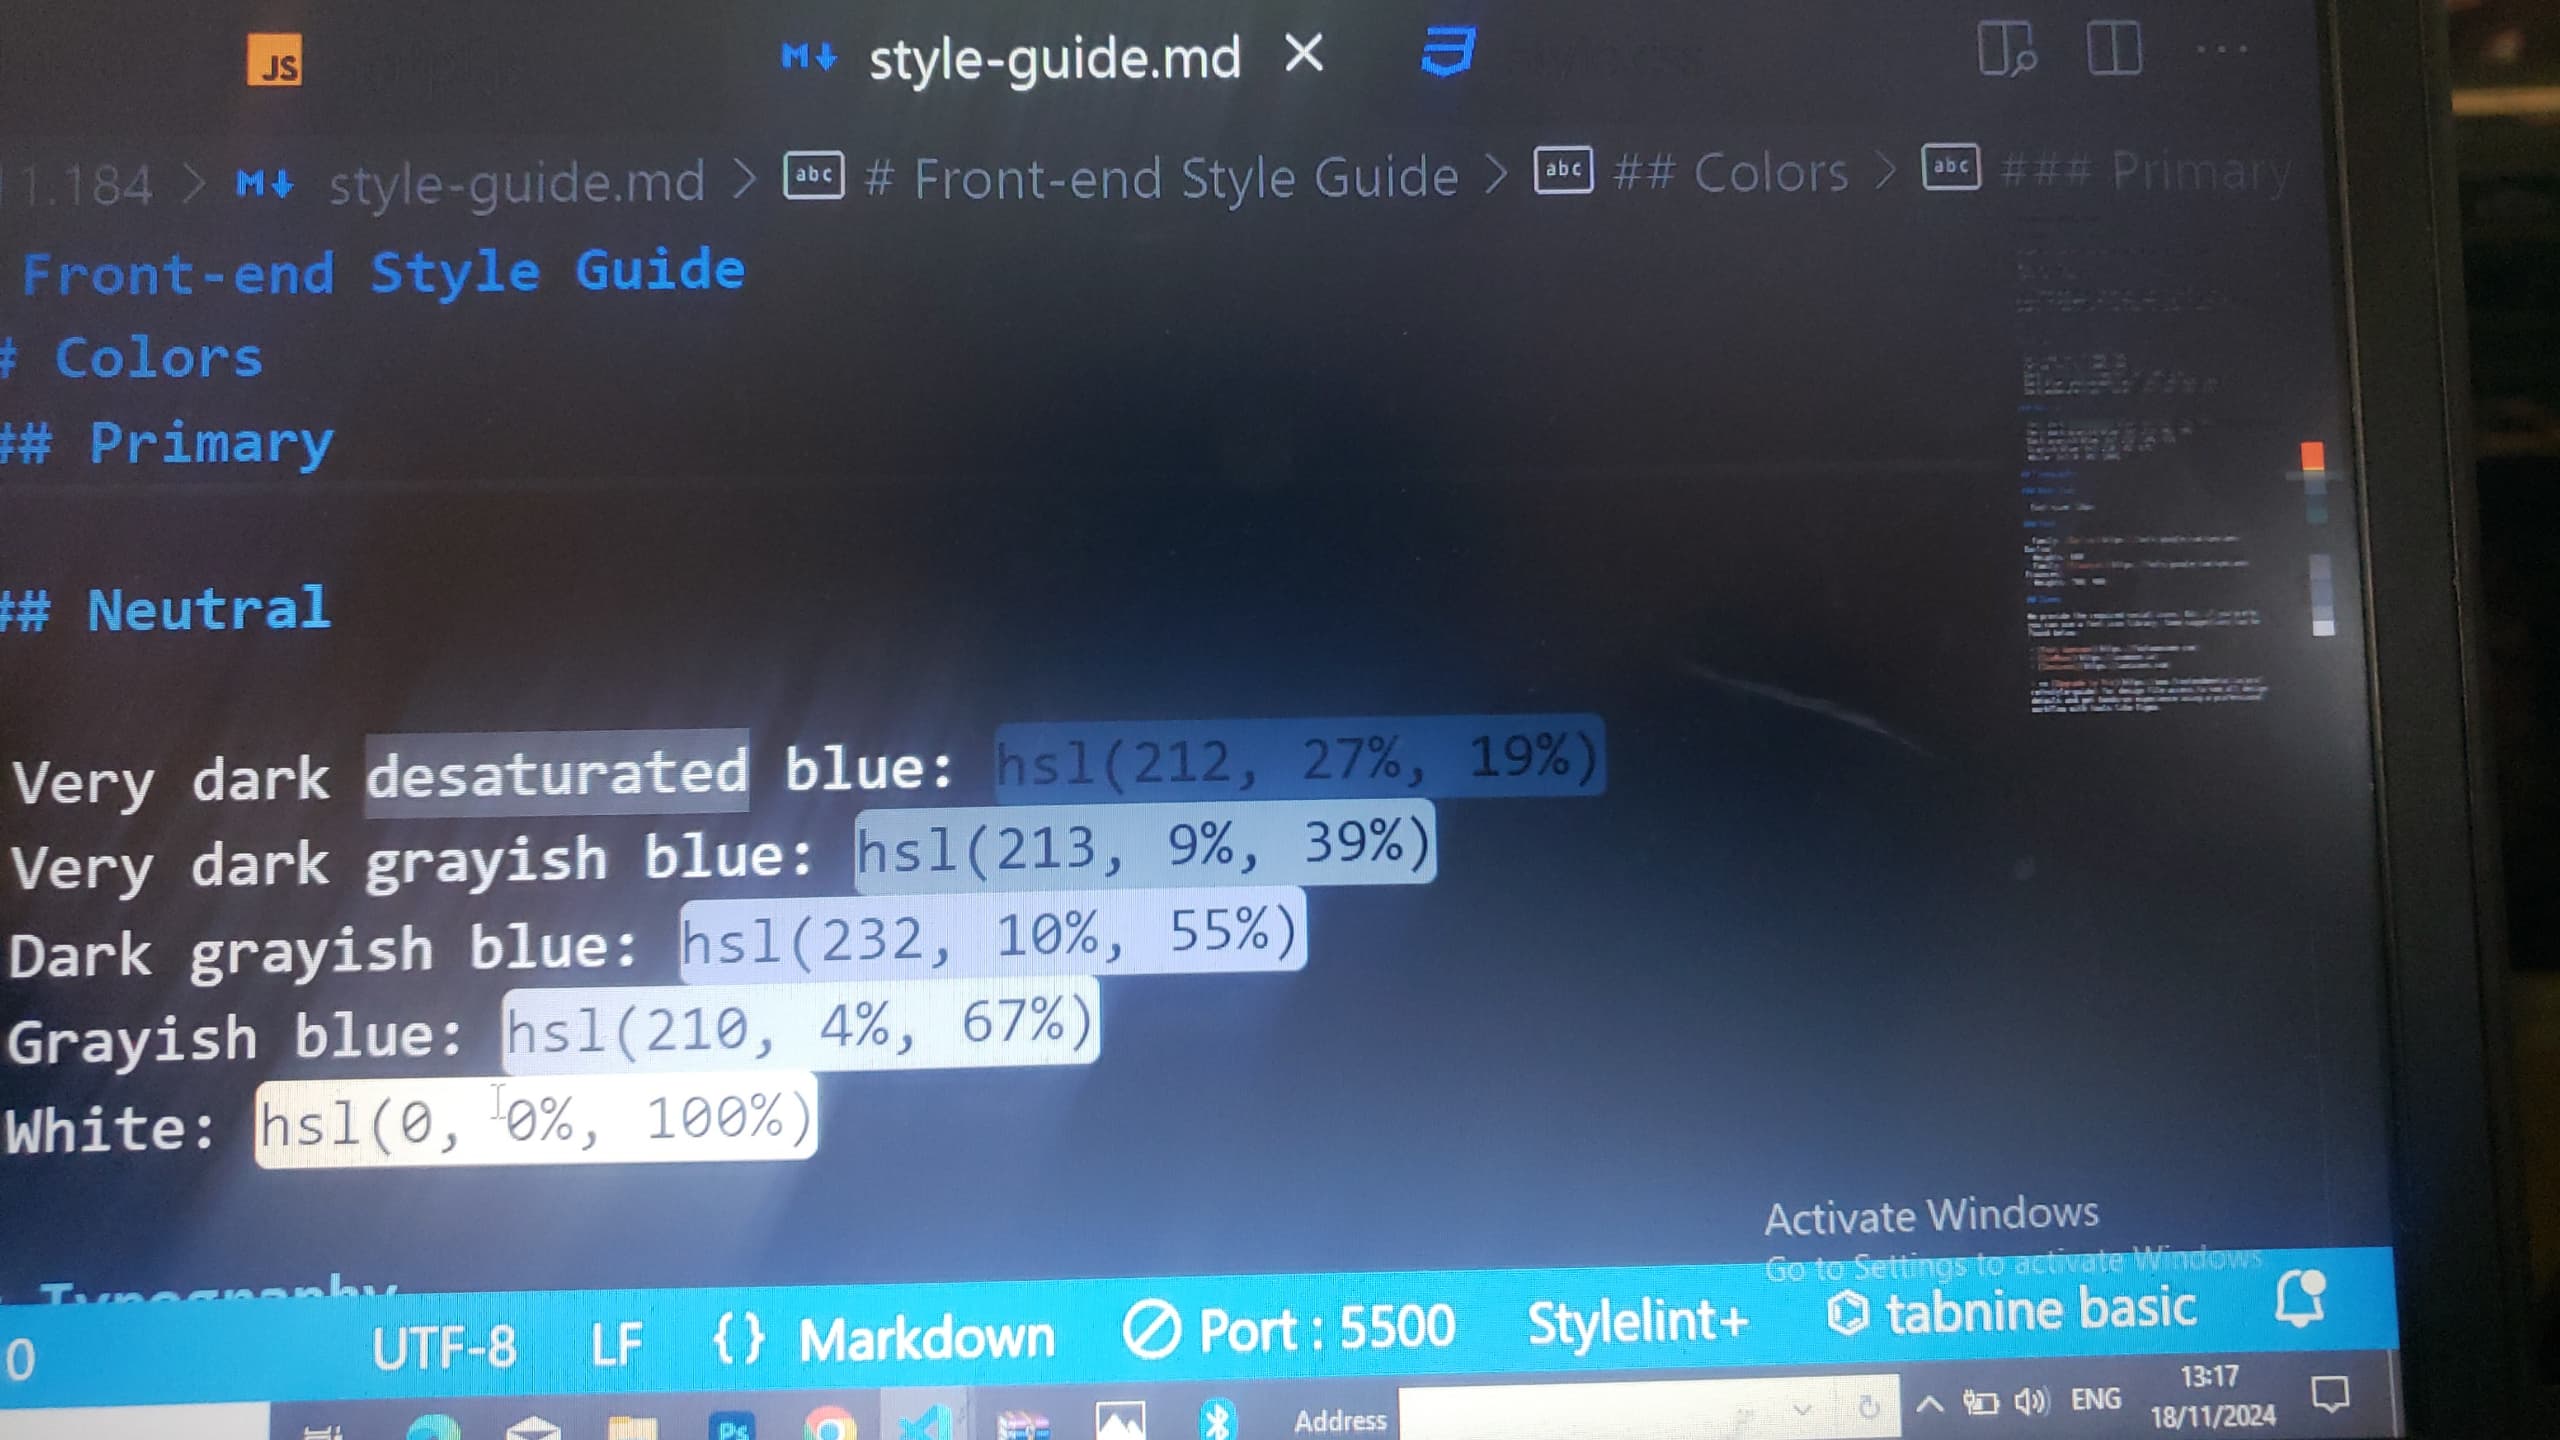 JS
style-guide.md
1.184 > style-guide.md > abc # Front-end Style Guide > abc ## Colors > abc ### Primary
Front-end Style Guide
# Colors
## Primary
## Neutral
Very dark desaturated blue: hsl(212, 27%, 19%)
Very dark grayish blue: hsl(213, 9%, 39%)
Dark grayish blue: hsl(232, 10%, 55%)
Grayish blue: hsl(210, 4%, 67%)
White: hsl(0, 0%, 100%)
Typography
Activate Windows
Go to Settings to activate Windows.
0 UTF-8 LF {} Markdown Port : 5500 Stylelint+ tabnine basic
Ps
Address
ENG
13:17
18/11/2024